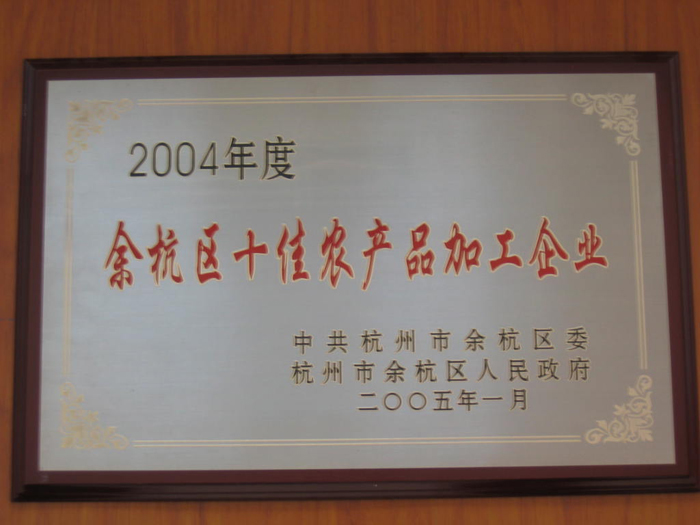 2004年度
余杭区十佳农产品加工企业
中共杭州市余杭区委
杭州市余杭区人民政府
二〇〇五年一月